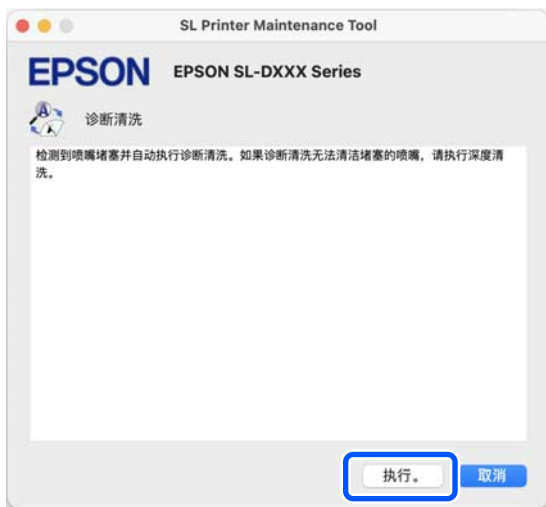 SL Printer Maintenance Tool
EPSON EPSON SL-DXXX Series
诊断清洗
检测到喷嘴堵塞并自动执行诊断清洗。如果诊断清洗无法清洁堵塞的喷嘴，请执行深度清
洗。
执行。 取消